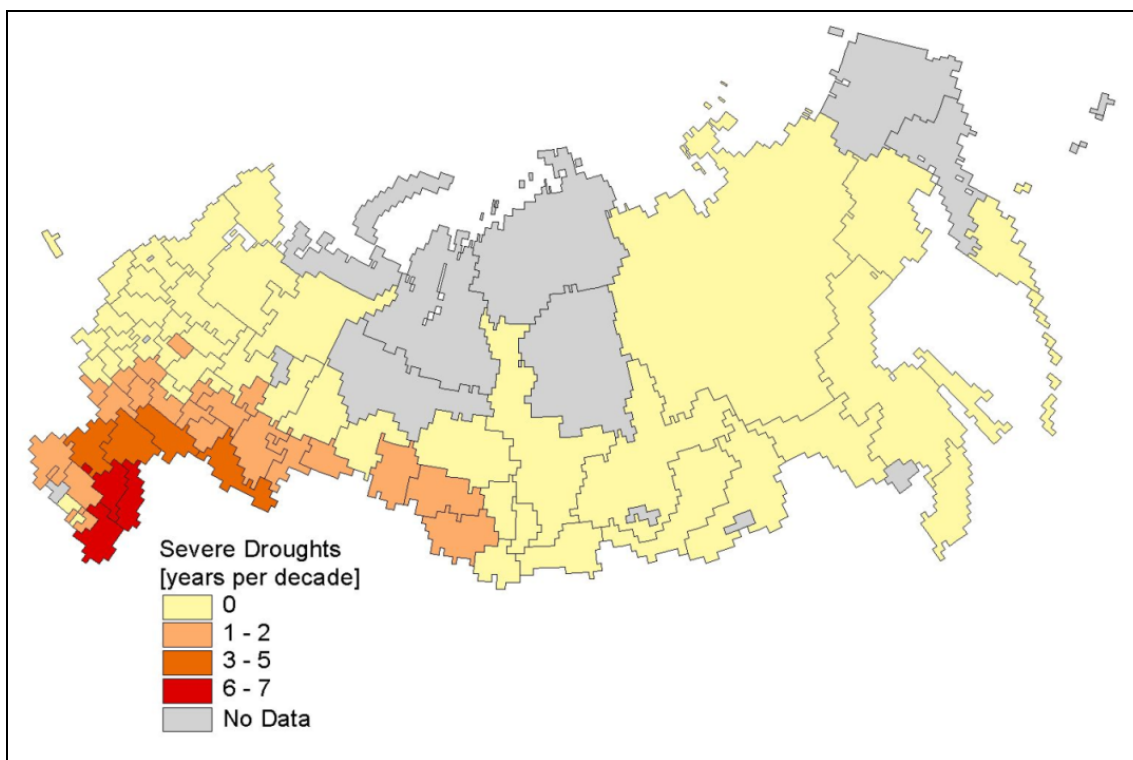 Severe Droughts
[years per decade]
0
1 - 2
3 - 5
6 - 7
No Data